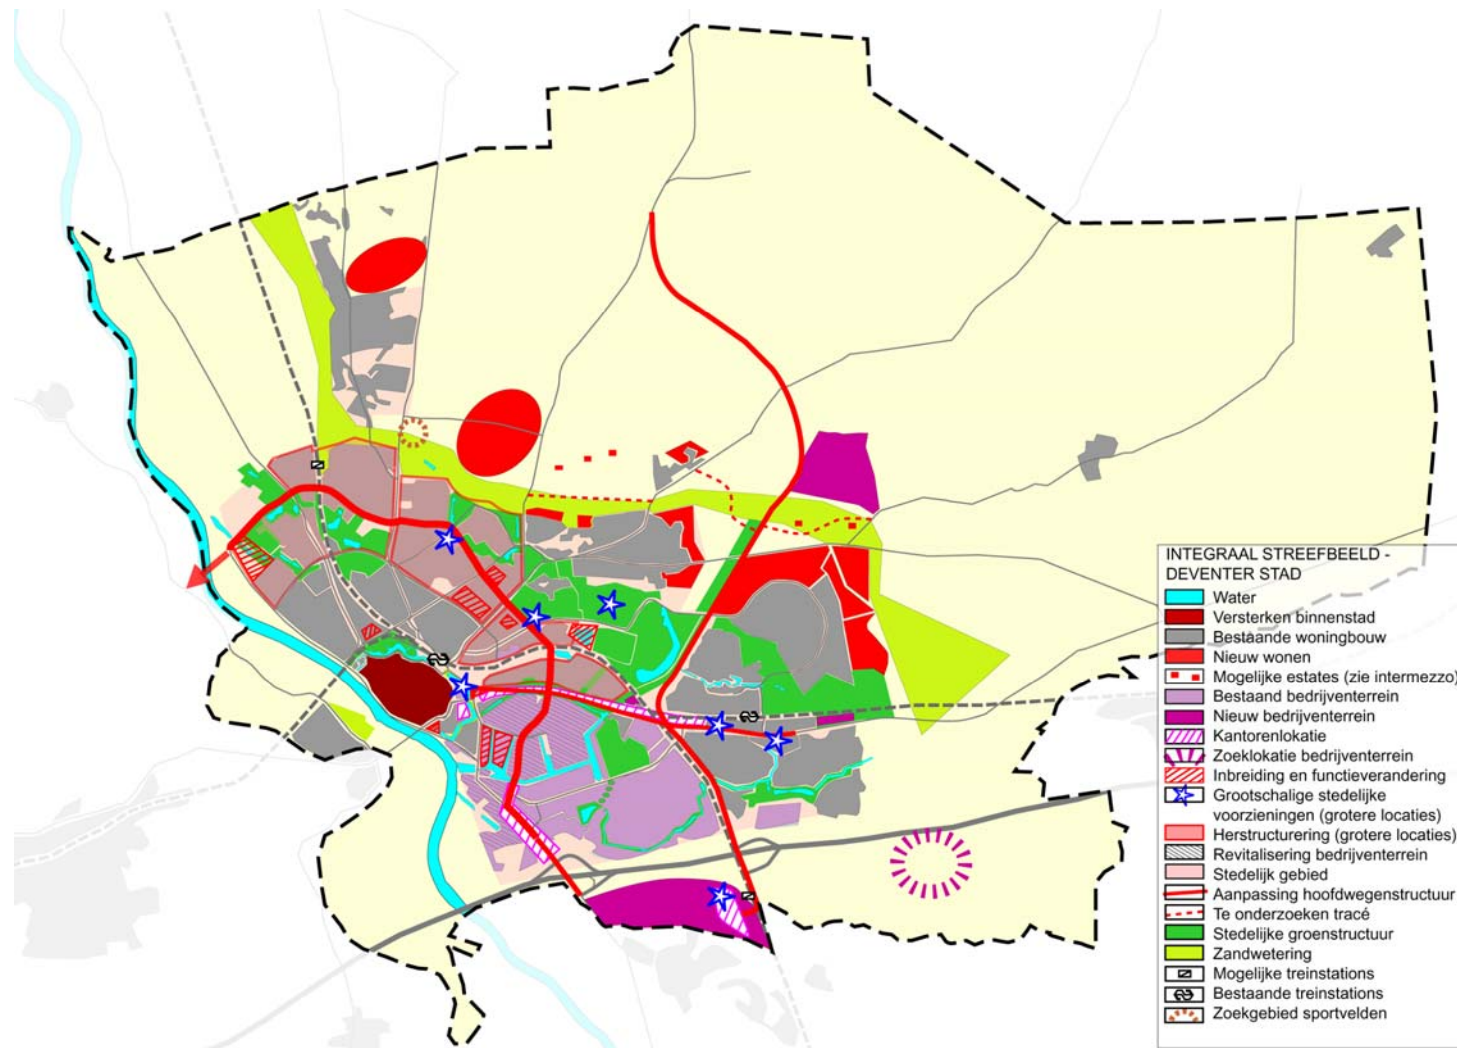 INTEGRAAL STREEFBEELD -
DEVENTER STAD
Water
Versterken binnenstad
Bestaande woningbouw
Nieuw wonen
Mogelijke estates (zie intermezzo)
Bestaand bedrijventerrein
Nieuw bedrijventerrein
Kantorenlokatie
Zoeklokatie bedrijventerrein
Inbreiding en functieverandering
Grootschalige stedelijke
voorzieningen (grotere locaties)
Herstructurering (grotere locaties)
Revitalisering bedrijventerrein
Stedelijk gebied
Aanpassing hoofdwegenstructuur
Te onderzoeken tracé
Stedelijke groenstructuur
Zandwetering
Mogelijke treinstations
Bestaande treinstations
Zoekgebied sportvelden